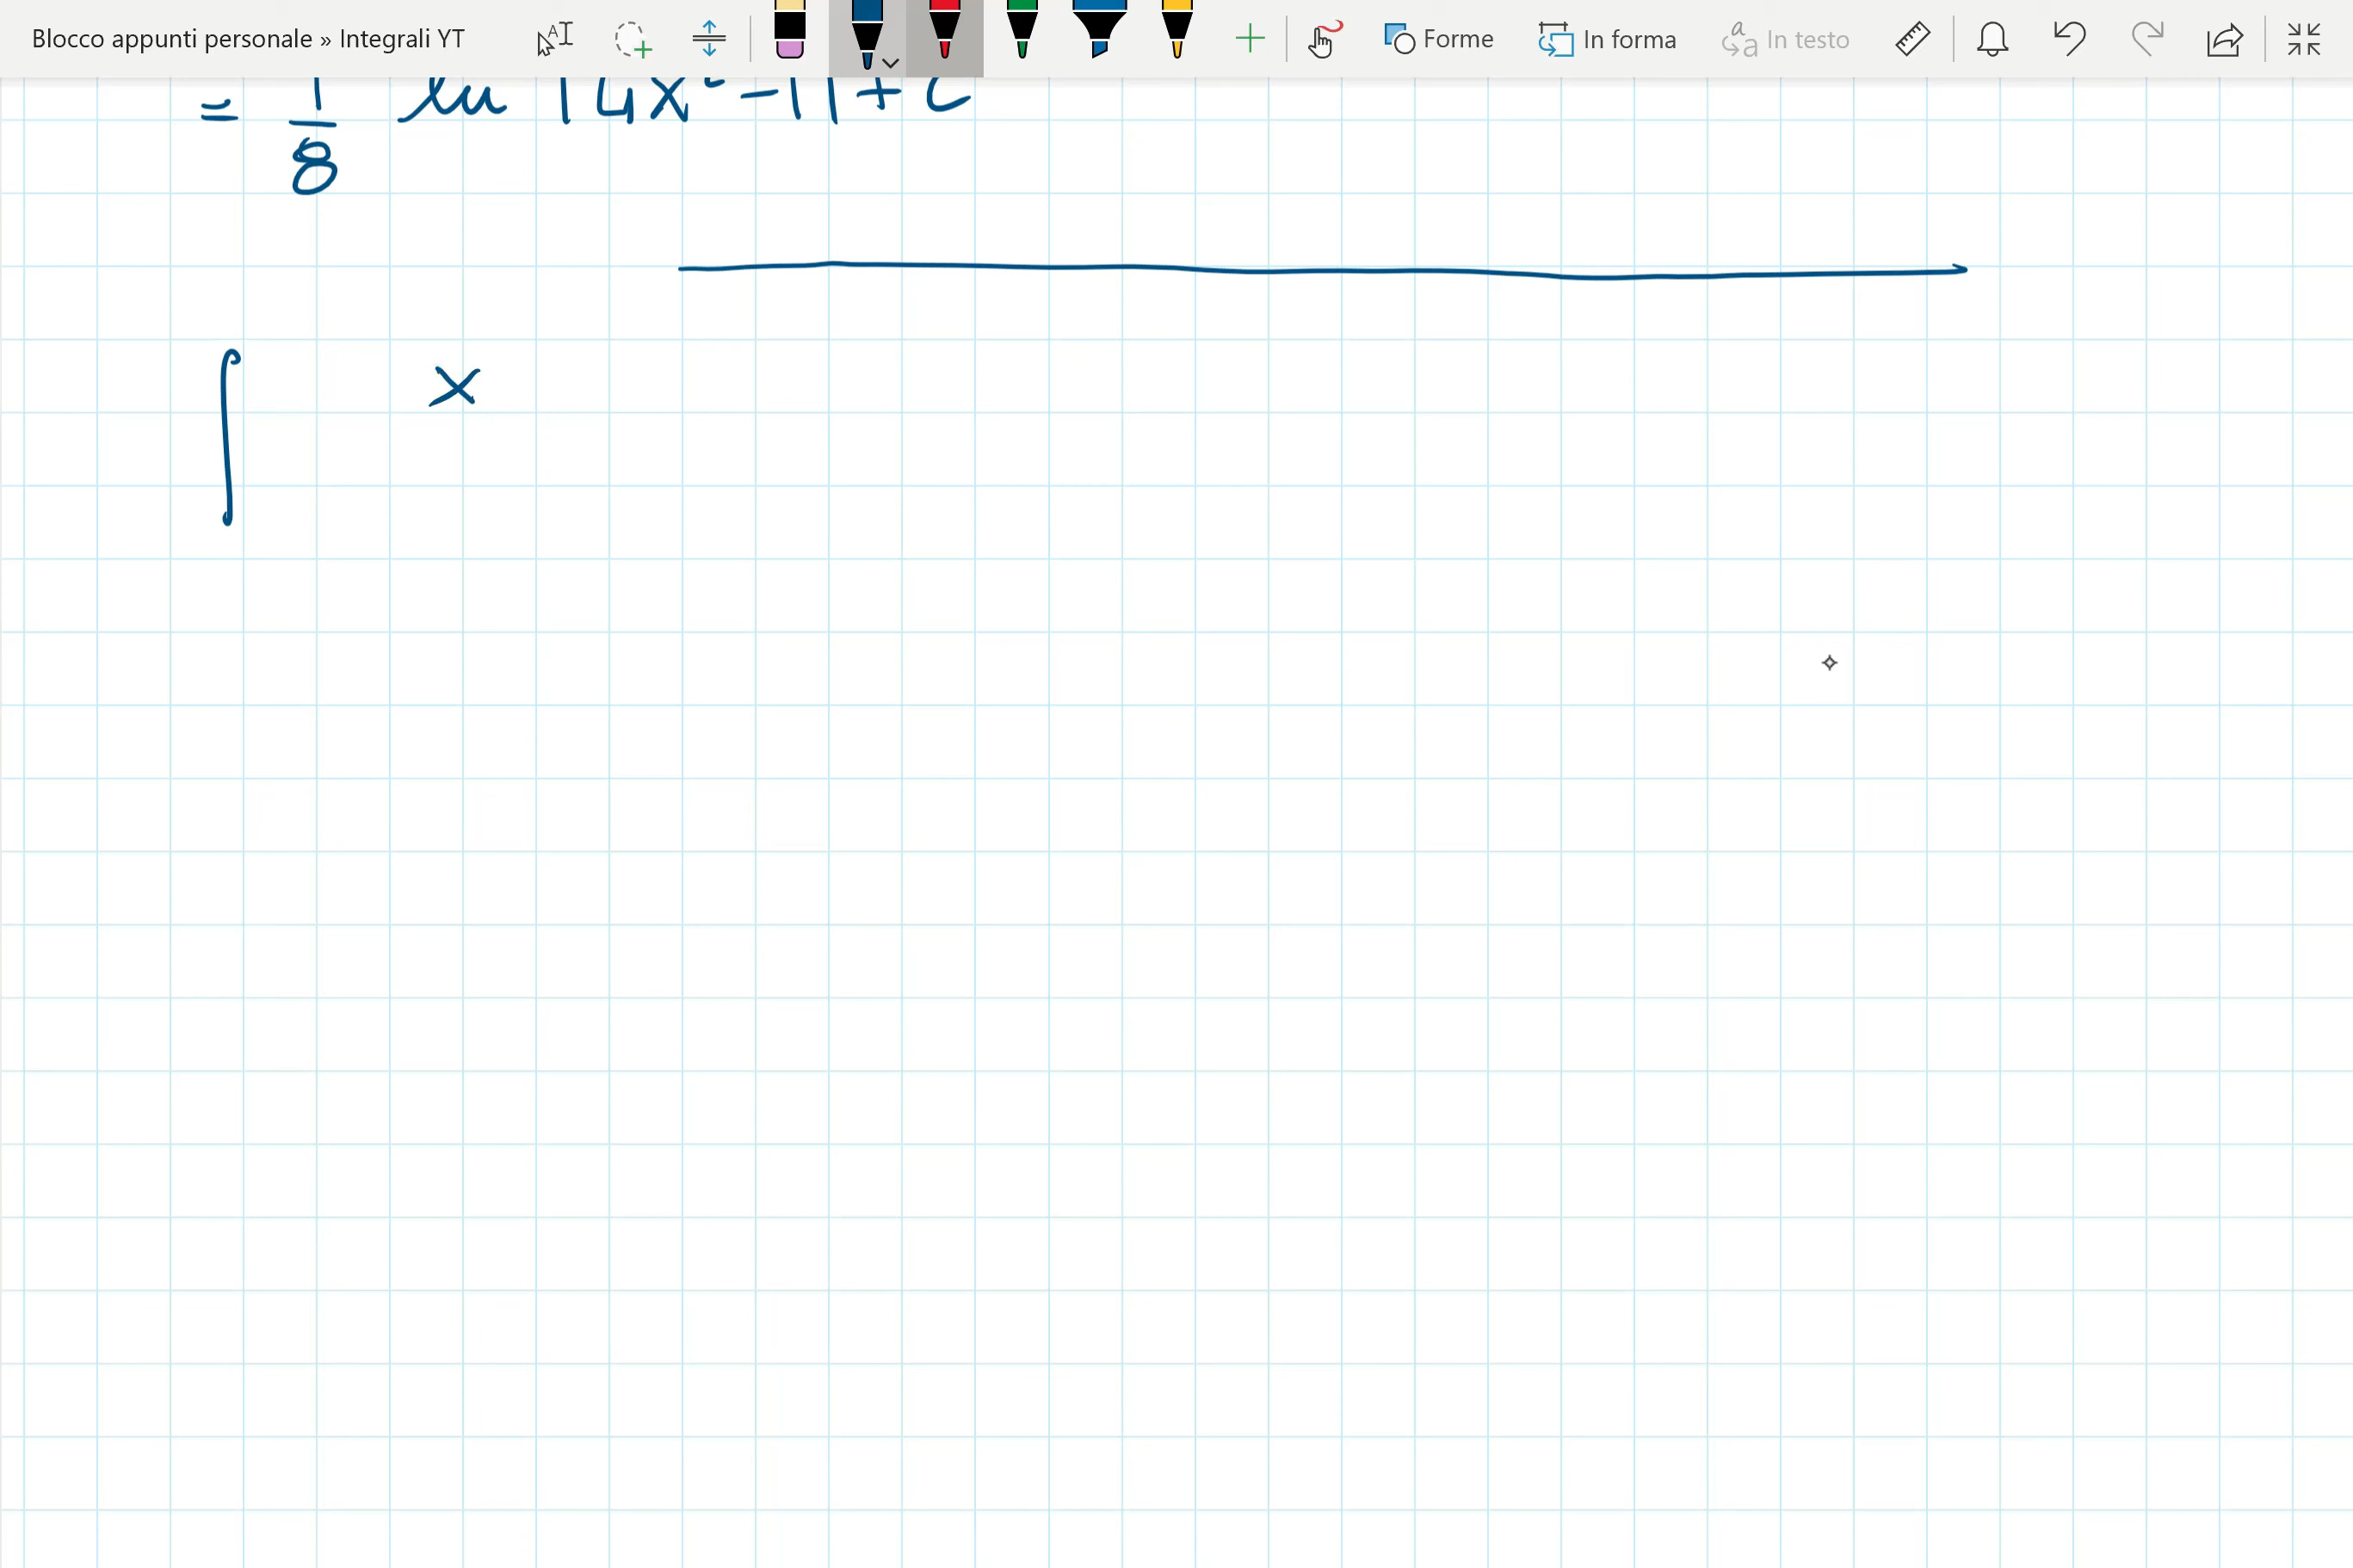 Blocco appunti personale » Integrali YT Forme In forma In testo
= 1/8 ln |4x²-1|+c
∫ x